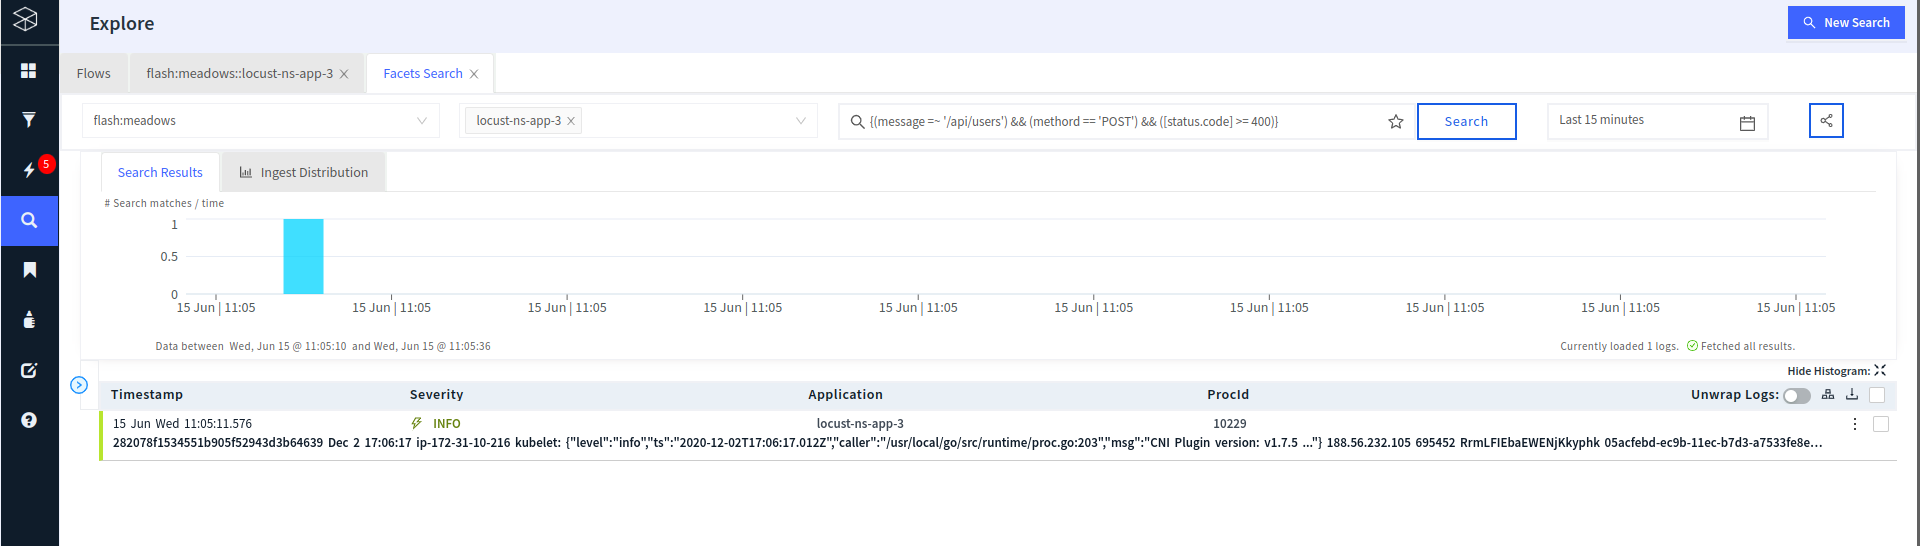 Explore
New Search
Flows
flash:meadows::locust-ns-app-3
Facets Search
5
flash:meadows
locust-ns-app-3
{(message =~ '/api/users') && (methord == 'POST') && ([status.code] >= 400)}
Search
Last 15 minutes
Search Results
Ingest Distribution
# Search matches / time
1
0.5
0
15 Jun | 11:05 15 Jun | 11:05 15 Jun | 11:05 15 Jun | 11:05 15 Jun | 11:05 15 Jun | 11:05 15 Jun | 11:05 15 Jun | 11:05 15 Jun | 11:05 15 Jun | 11:05
Data between Wed, Jun 15 @ 11:05:10 and Wed, Jun 15 @ 11:05:36
Currently loaded 1 logs. Fetched all results.
Hide Histogram:
Timestamp Severity Application ProcId Unwrap Logs:
15 Jun Wed 11:05:11.576 INFO locust-ns-app-3 10229
282078f1534551b905f52943d3b64639 Dec 2 17:06:17 ip-172-31-10-216 kubelet: {"level":"info","ts":"2020-12-02T17:06:17.012Z","caller":"/usr/local/go/src/runtime/proc.go:203","msg":"CNI Plugin version: v1.7.5 ..."} 188.56.232.105 695452 RrmLFIEbaEWENjKkyphk 05acfebd-ec9b-11ec-b7d3-a7533fe8e...